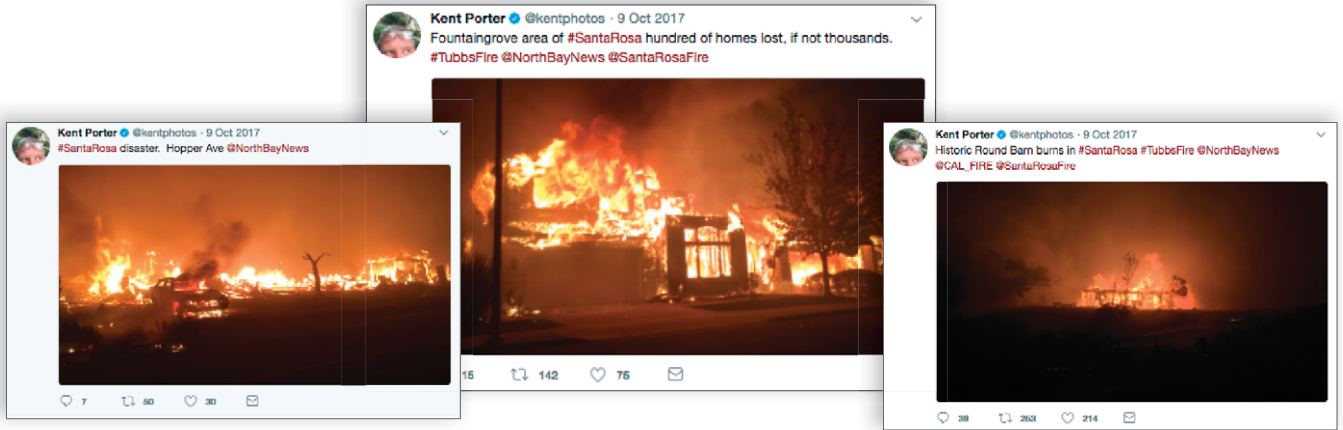 Kent Porter @kentphotos · 9 Oct 2017
#SantaRosa disaster. Hopper Ave @NorthBayNews
7 50 30
Kent Porter @kentphotos · 9 Oct 2017
Fountaingrove area of #SantaRosa hundred of homes lost, if not thousands.
#TubbsFire @NorthBayNews @SantaRosaFire
15 142 75
Kent Porter @kentphotos · 9 Oct 2017
Historic Round Barn burns in #SantaRosa #TubbsFire @NorthBayNews
@CAL_FIRE @SantaRosaFire
39 253 214